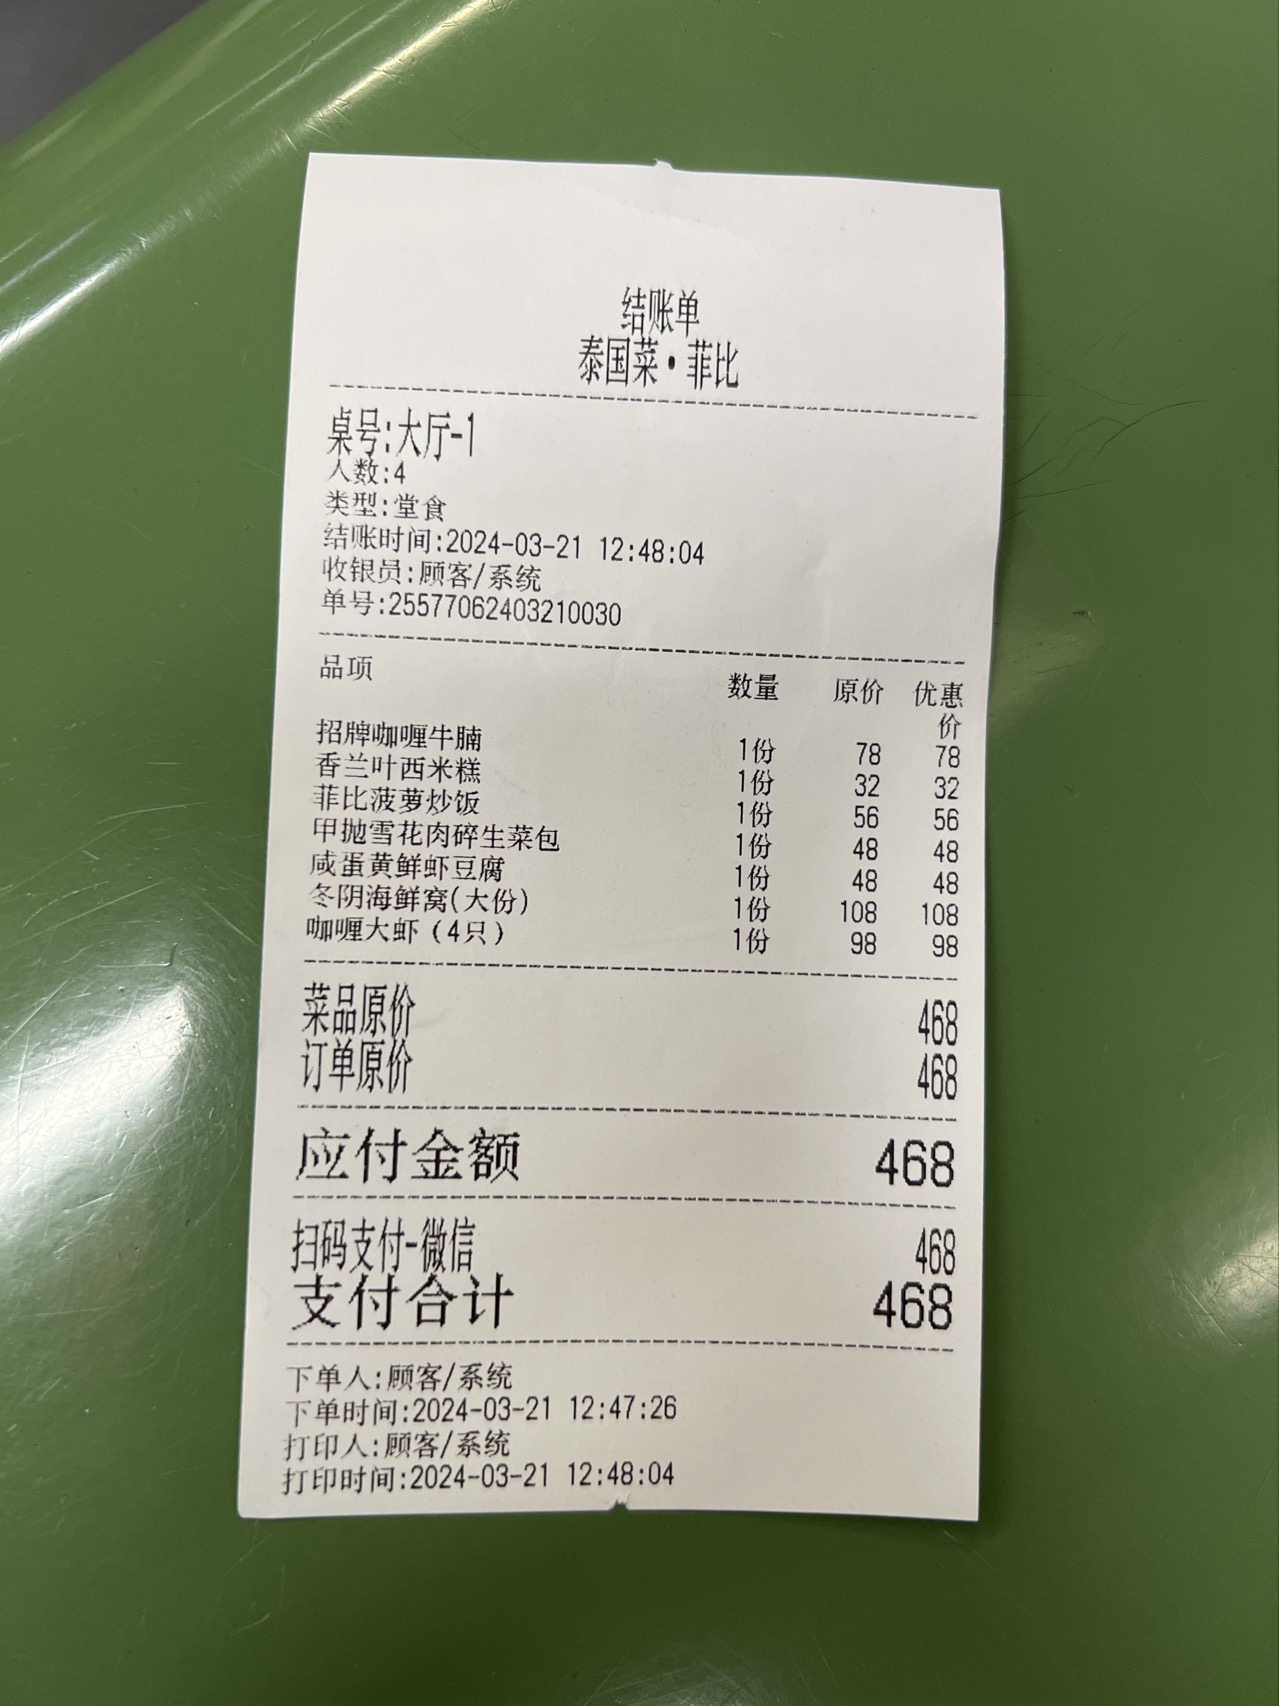 结账单
泰国菜·菲比
桌号:大厅-1
人数:4
类型:堂食
结账时间:2024-03-21 12:48:04
收银员:顾客/系统
单号:25577062403210030
品项 数量 原价 优惠价
招牌咖喱牛腩 1份 78 78
香兰叶西米糕 1份 32 32
菲比菠萝炒饭 1份 56 56
甲抛雪花肉碎生菜包 1份 48 48
咸蛋黄鲜虾豆腐 1份 48 48
冬阴海鲜窝(大份) 1份 108 108
咖喱大虾（4只） 1份 98 98
菜品原价 468
订单原价 468
应付金额 468
扫码支付-微信 468
支付合计 468
下单人:顾客/系统
下单时间:2024-03-21 12:47:26
打印人:顾客/系统
打印时间:2024-03-21 12:48:04